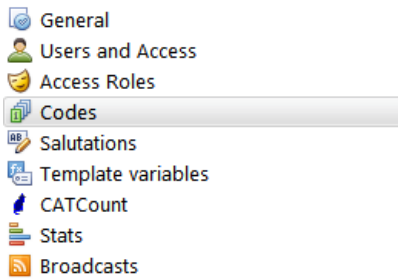 General
Users and Access
Access Roles
Codes
Salutations
Template variables
CATCount
Stats
Broadcasts